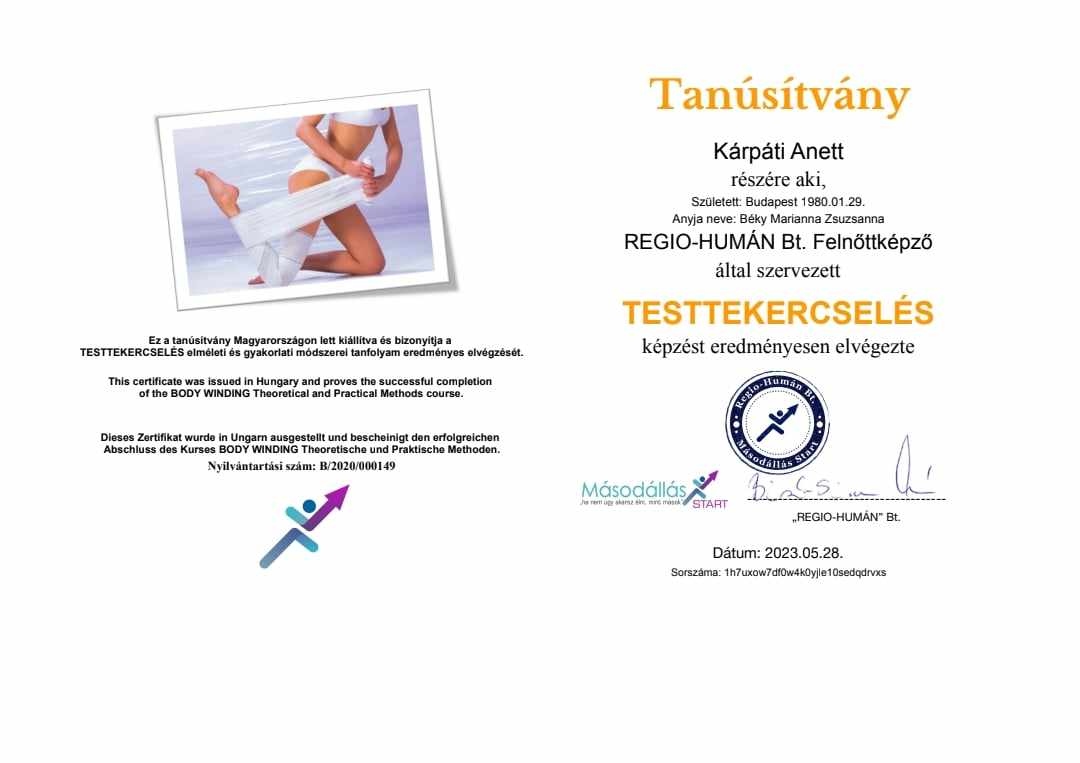 Ez a tanúsitvány Magyarországon lett kiállítva és bizonyítja a
TESTTEKERCSELÉS elméleti és gyakorlati módszerei tanfolyam eredményes elvégzését.
This certificate was issued in Hungary and proves the successful completion
of the BODY WINDING Theoretical and Practical Methods course.
Dieses Zertifikat wurde in Ungarn ausgestellt und bescheinigt den erfolgreichen
Abschluss des Kurses BODY WINDING Theoretische und Praktische Methoden.
Nyilvántartási szám: B/2020/000149
Tanúsítvány
Kárpáti Anett
részére aki,
Született: Budapest 1980.01.29.
Anyja neve: Béky Marianna Zsuzsanna
REGIO-HUMÁN Bt. Felnőttképző
által szervezett
TESTTEKERCSELÉS
képzést eredményesen elvégezte
Regio-Humán Bt.
Másodállás Start
Másodállás
„ha nem úgy akarsz élni, mint mások”
START
„REGIO-HUMÁN” Bt.
Dátum: 2023.05.28.
Sorszáma: 1h7uxow7df0w4k0yjle10sedqdrvxs